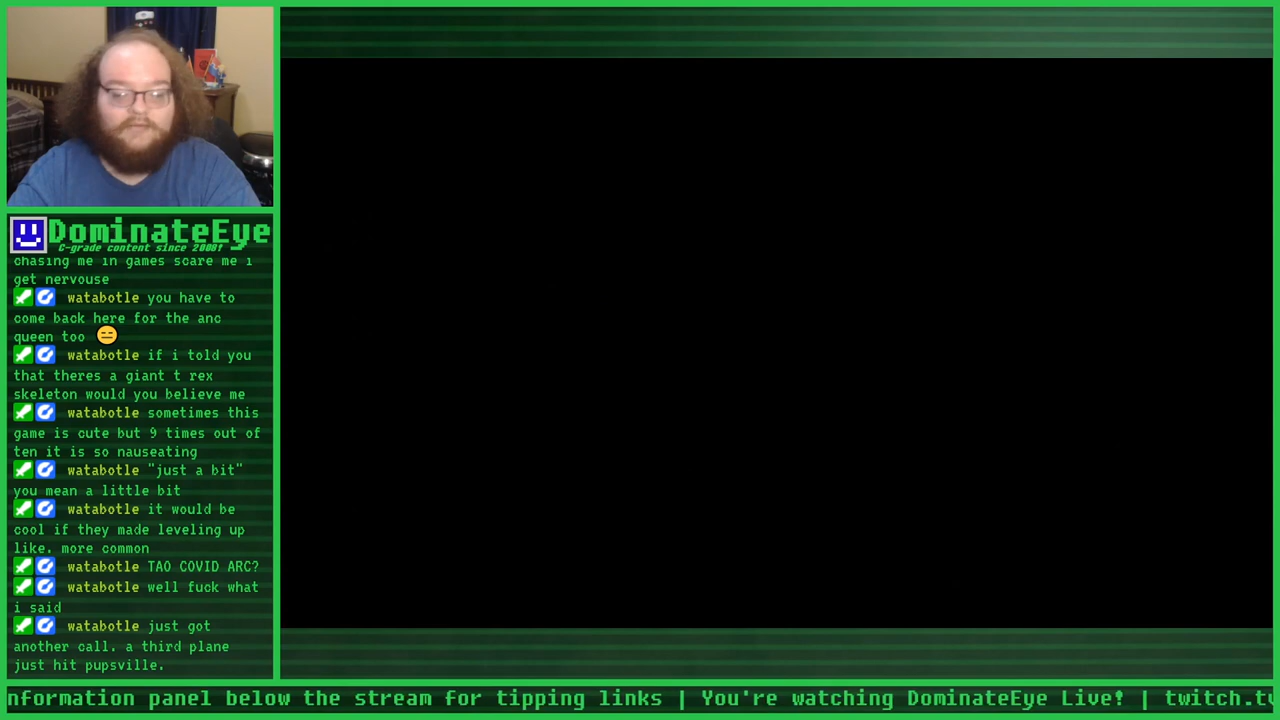 DominateEye
C-grade content since 2008!
chasing me in games scare me i
get nervouse
watabotle you have to
come back here for the anc
queen too
watabotle if i told you
that theres a giant t rex
skeleton would you believe me
watabotle sometimes this
game is cute but 9 times out of
ten it is so nauseating
watabotle "just a bit"
you mean a little bit
watabotle it would be
cool if they made leveling up
like. more common
watabotle TAO COVID ARC?
watabotle well fuck what
i said
watabotle just got
another call. a third plane
just hit pupsville.
nformation panel below the stream for tipping links | You're watching DominateEye Live! | twitch.tv